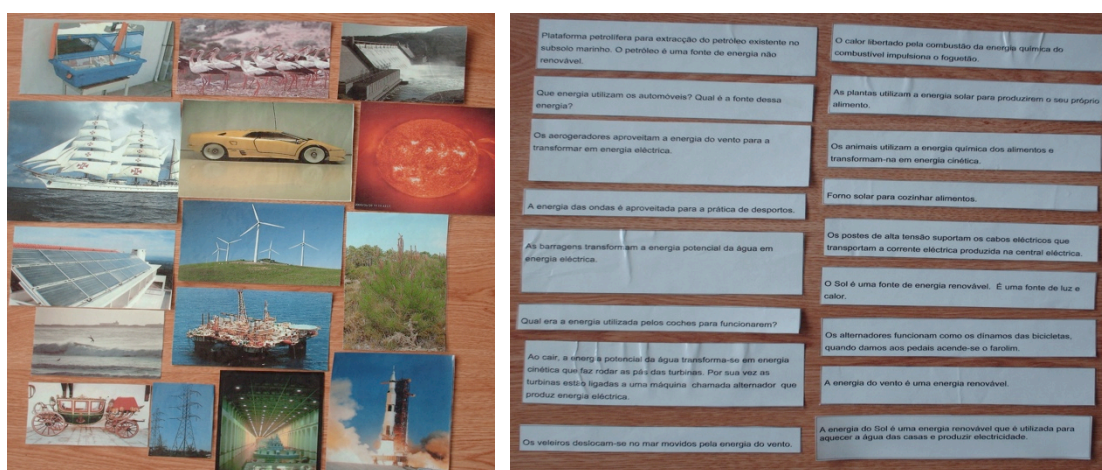 Plataforma petrolífera para extracção do petróleo existente no
subsolo marinho. O petróleo é uma fonte de energia não
renovável.
Que energia utilizam os automóveis? Qual é a fonte dessa
energia?
Os aerogeradores aproveitam a energia do vento para a
transformar em energia eléctrica.
A energia das ondas é aproveitada para a prática de desportos.
As barragens transformam a energia potencial da água em
energia eléctrica.
Qual era a energia utilizada pelos coches para funcionarem?
Ao cair, a energia potencial da água transforma-se em energia
cinética que faz rodar as pás das turbinas. Por sua vez as
turbinas estão ligadas a uma máquina chamada alternador que
produz energia eléctrica.
Os veleiros deslocam-se no mar movidos pela energia do vento.
O calor libertado pela combustão da energia química do
combustível impulsiona o foguetão.
As plantas utilizam a energia solar para produzirem o seu próprio
alimento.
Os animais utilizam a energia química dos alimentos e
transformam-na em energia cinética.
Forno solar para cozinhar alimentos.
Os postes de alta tensão suportam os cabos eléctricos que
transportam a corrente eléctrica produzida na central eléctrica.
O Sol é uma fonte de energia renovável. É uma fonte de luz e
calor.
Os alternadores funcionam como os dínamos das bicicletas,
quando damos aos pedais acende-se o farolim.
A energia do vento é uma energia renovável.
A energia do Sol é uma energia renovável que é utilizada para
aquecer a água das casas e produzir electricidade.